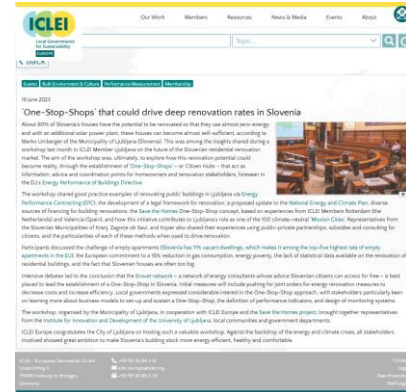 ICLEI
Local Governments
for Sustainability
EUROPE
Our Work
Members
Resources
News & Media
Events
About
Topic ...
Events
Built Environment & Culture
Performance Measurement
Membership
19 June 2023
'One-Stop-Shops' that could drive deep renovation rates in Slovenia
About 80% of Slovenia's houses have the potential to be renovated so that they use almost zero-energy
and with an additional solar power plant, these houses can become almost self-sufficient, according to
Marko Umberger of the Municipality of Ljubljana (Slovenia). This was among the insights shared during a
workshop last month in ICLEI Member Ljubljana on the future of the Slovenian residential renovation
market. The aim of the workshop was, ultimately, to explore how this renovation potential could
become reality, through the establishment of 'One-Stop-Shops' – or Citizen Hubs – that act as
information, advice and coordination points for homeowners and renovation stakeholders, foreseen in
the EU's Energy Performance of Buildings Directive.
The workshop shared good practice examples of renovating public buildings in Ljubljana via Energy
Performance Contracting (EPC); the development of a legal framework for renovation; a proposed update to the National Energy and Climate Plan; diverse
sources of financing for building renovations; the Save the Homes One-Stop-Shop concept, based on experiences from ICLEI Members Rotterdam (the
Netherlands) and Valencia (Spain), and how this initiative contributes to Ljubljana's role as one of the 100 climate-neutral 'Mission Cities'. Representatives from
the Slovenian Municipalities of Kranj, Zagorje ob Savi, and Koper also shared their experiences using public-private partnerships, subsidies and consulting for
citizens, and the particularities of each of these methods when used to drive renovation.
Participants discussed the challenge of empty apartments (Slovenia has 11% vacant dwellings, which makes it among the top-five highest rate of empty
apartments in the EU); the European commitment to a 16% reduction in gas consumption, energy poverty; the lack of statistical data available on the renovation of
residential buildings, and the fact that Slovenian houses are often too big.
Intensive debates led to the conclusion that the Ensvet network – a network of energy consultants whose advice Slovenian citizens can access for free – is best
placed to lead the establishment of a One-Stop-Shop in Slovenia. Initial measures will include pushing for joint orders for energy renovation measures to
decrease costs and increase efficiency. Local governments expressed considerable interest in the One-Stop-Shop approach, with stakeholders particularly keen
on learning more about business models to set-up and sustain a One-Stop-Shop, the definition of performance indicators, and design of monitoring systems.
The workshop, organised by the Municipality of Ljubljana, in cooperation with ICLEI Europe and the Save the Homes project, brought together representatives
from the Institute for Innovation and Development of the University of Ljubljana, local communities and government departments.
ICLEI Europe congratulates the City of Ljubljana on hosting such a valuable workshop. Against the backdrop of the energy and climate crises, all stakeholders
involved showed great ambition to make Slovenia's building stock more energy efficient, healthy and comfortable.
Germany